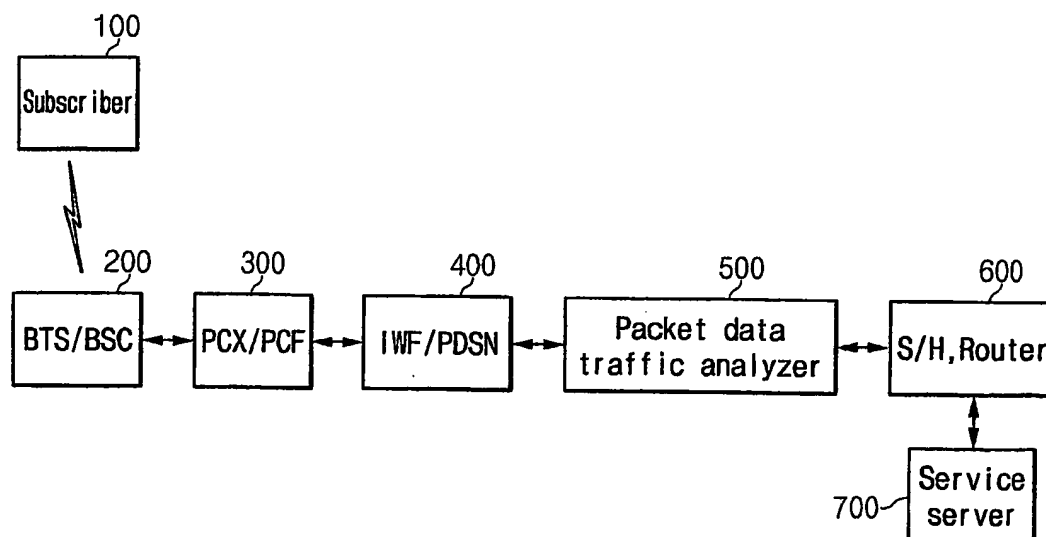 100
Subscriber
200
300
400
500
600
BTS/BSC
PCX/PCF
IWF/PDSN
Packet data
traffic analyzer
S/H,Router
700
Service
server